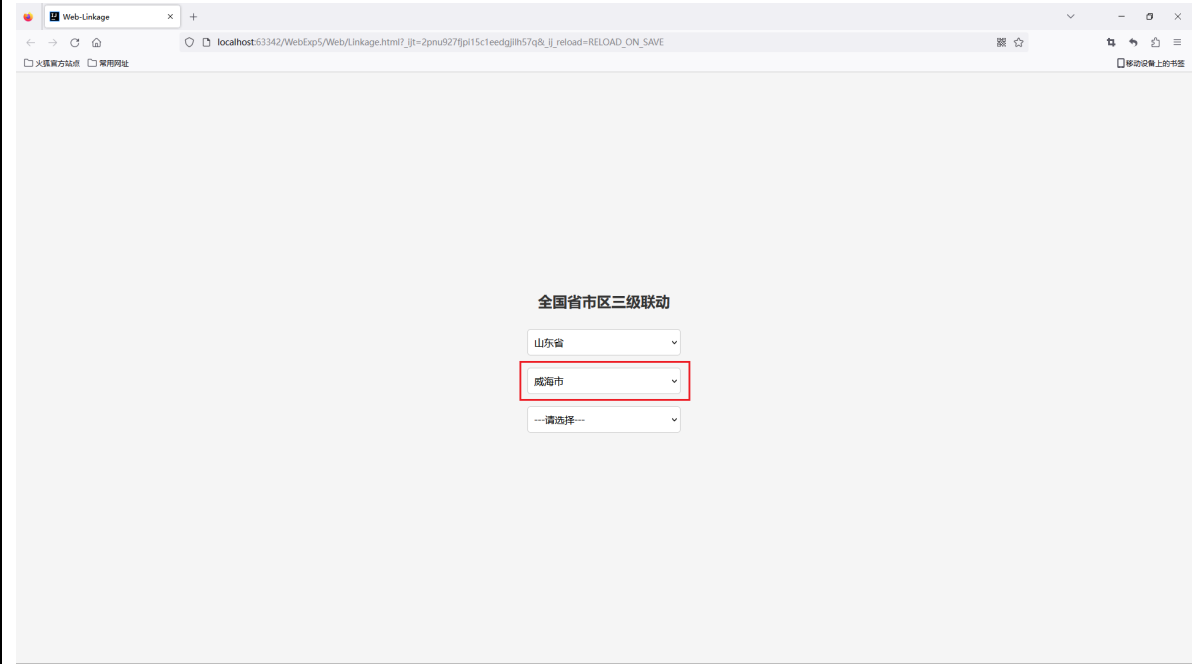 Web-Linkage
localhost:63342/WebExp5/Web/Linkage.html?_ijt=2pnu927fjpl15c1eedgjilh57q&_ij_reload=RELOAD_ON_SAVE
火狐官方站点 常用网址 移动设备上的书签
全国省市区三级联动
山东省
威海市
---请选择---